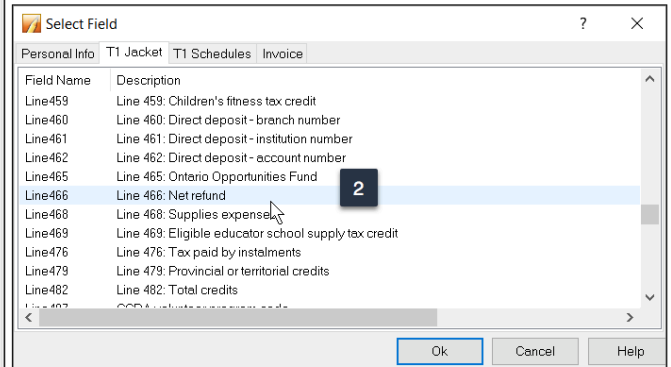 Select Field ? ×
Personal Info T1 Jacket T1 Schedules Invoice
Field Name Description
Line459 Line 459: Children's fitness tax credit
Line460 Line 460: Direct deposit - branch number
Line461 Line 461: Direct deposit - institution number
Line462 Line 462: Direct deposit - account number
Line465 Line 465: Ontario Opportunities Fund
2
Line466 Line 466: Net refund
Line468 Line 468: Supplies expense
Line469 Line 469: Eligible educator school supply tax credit
Line476 Line 476: Tax paid by instalments
Line479 Line 479: Provincial or territorial credits
Line482 Line 482: Total credits
Ok Cancel Help